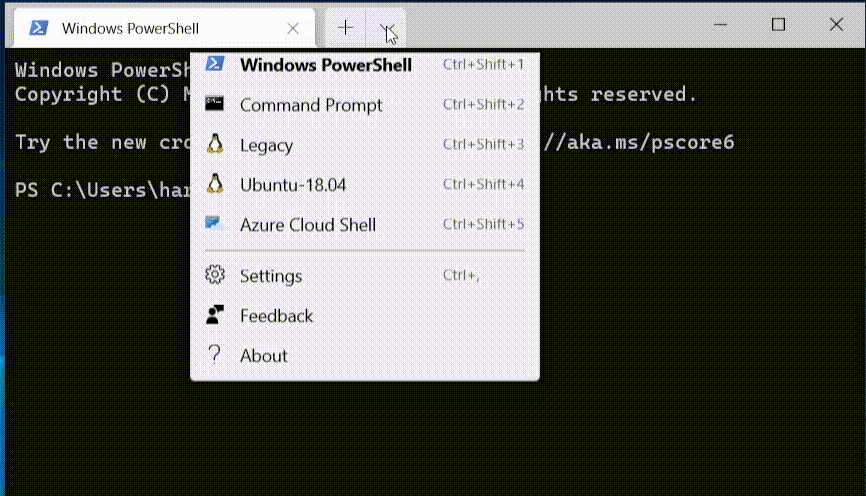 Windows PowerShell
Windows PowerSh
Copyright (C) M
ghts reserved.
Try the new cro
//aka.ms/pscore6
PS C:\Users\har
Windows PowerShell Ctrl+Shift+1
Command Prompt Ctrl+Shift+2
Legacy Ctrl+Shift+3
Ubuntu-18.04 Ctrl+Shift+4
Azure Cloud Shell Ctrl+Shift+5
Settings Ctrl+,
Feedback
About